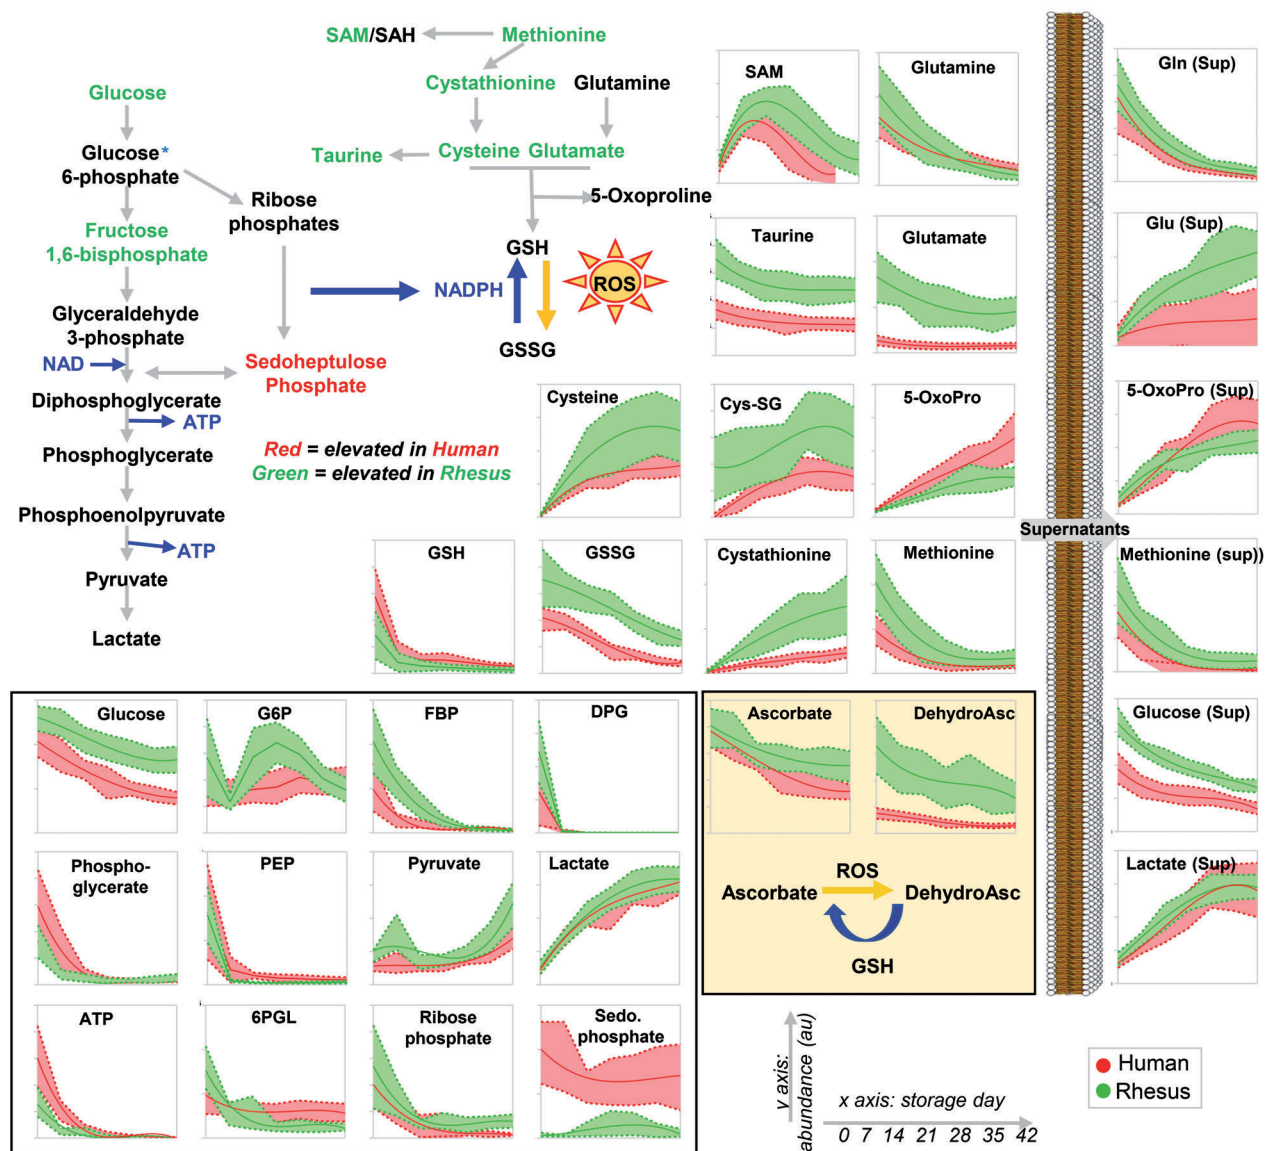 SAM/SAH
Methionine
Cystathionine
Glutamine
Glucose
Glucose*
6-phosphate
Taurine
Cysteine Glutamate
Ribose
phosphates
5-Oxoproline
Fructose
1,6-bisphosphate
GSH
NADPH
ROS
GSSG
Glyceraldehyde
3-phosphate
NAD
Sedoheptulose
Phosphate
Diphosphoglycerate
ATP
Red = elevated in Human
Green = elevated in Rhesus
Phosphoglycerate
Phosphoenolpyruvate
ATP
Pyruvate
Lactate
SAM
Glutamine
Gln (Sup)
Taurine
Glutamate
Glu (Sup)
Cysteine
Cys-SG
5-OxoPro
5-OxoPro (Sup)
Supernatants
GSH
GSSG
Cystathionine
Methionine
Methionine (sup))
Glucose
G6P
FBP
DPG
Ascorbate
DehydroAsc
Glucose (Sup)
Phospho-
glycerate
PEP
Pyruvate
Lactate
ROS
Ascorbate
DehydroAsc
GSH
Lactate (Sup)
ATP
6PGL
Ribose
phosphate
Sedo.
phosphate
y axis:
abundance (au)
x axis: storage day
0 7 14 21 28 35 42
Human
Rhesus